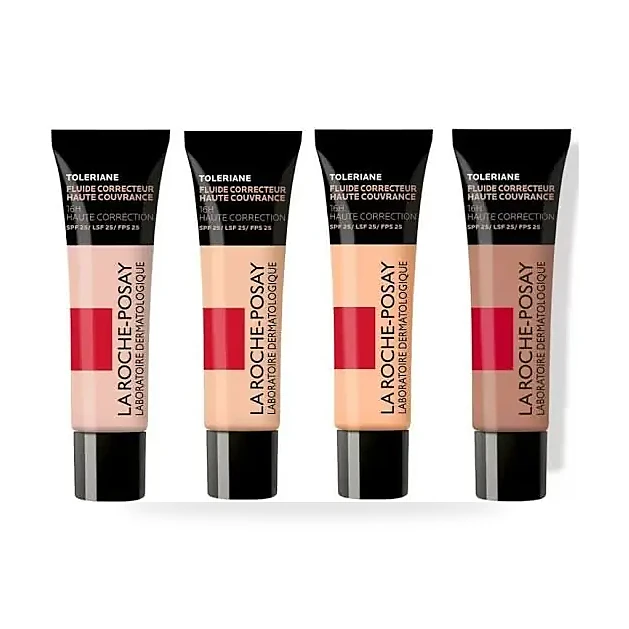 TOLERIANE
FLUIDE CORRECTEUR
HAUTE COUVRANCE
16H
HAUTE CORRECTION
SPF 25/ LSF 25/ FPS 25
LA ROCHE-POSAY
LABORATOIRE DERMATOLOGIQUE
TOLERIANE
FLUIDE CORRECTEUR
HAUTE COUVRANCE
16H
HAUTE CORRECTION
SPF 25/ LSF 25/ FPS 25
LA ROCHE-POSAY
LABORATOIRE DERMATOLOGIQUE
TOLERIANE
FLUIDE CORRECTEUR
HAUTE COUVRANCE
16H
HAUTE CORRECTION
SPF 25/ LSF 25/ FPS 25
LA ROCHE-POSAY
LABORATOIRE DERMATOLOGIQUE
TOLERIANE
FLUIDE CORRECTEUR
HAUTE COUVRANCE
16H
HAUTE CORRECTION
SPF 25/ LSF 25/ FPS 25
LA ROCHE-POSAY
LABORATOIRE DERMATOLOGIQUE